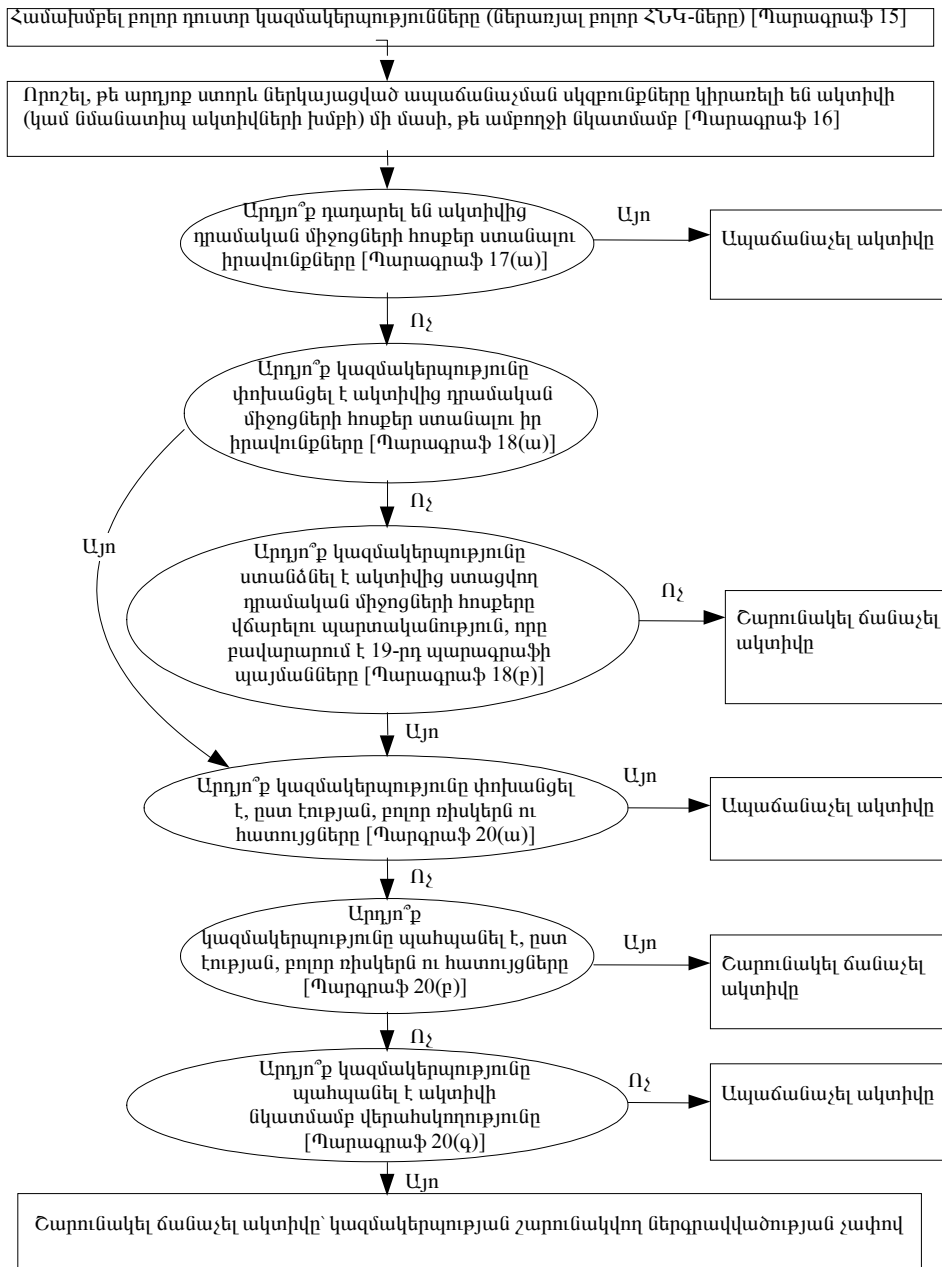 Համախմբել բոլոր դուստր կազմակերպությունները (ներառյալ բոլոր ՀՆԿ-ները) [Պարագրաֆ 15]
Որոշել, թե արդյոք ստորև ներկայացված ապաճանաչման սկզբունքները կիրառելի են ակտիվի
(կամ նմանատիպ ակտիվների խմբի) մի մասի, թե ամբողջի նկատմամբ [Պարագրաֆ 16]
Արդյո՞ք դադարել են ակտիվից
դրամական միջոցների հոսքեր ստանալու
իրավունքները [Պարագրաֆ 17(ա)]
Այո
Ապաճանաչել ակտիվը
Ոչ
Արդյո՞ք կազմակերպությունը
փոխանցել է ակտիվից դրամական
միջոցների հոսքեր ստանալու իր
իրավունքները [Պարագրաֆ 18(ա)]
Ոչ
Այո
Արդյո՞ք կազմակերպությունը
ստանձնել է ակտիվից ստացվող
դրամական միջոցների հոսքերը
վճարելու պարտականություն, որը
բավարարում է 19-րդ պարագրաֆի
պայմանները [Պարագրաֆ 18(բ)]
Ոչ
Շարունակել ճանաչել
ակտիվը
Այո
Արդյո՞ք կազմակերպությունը փոխանցել
է, ըստ էության, բոլոր ռիսկերն ու
հատույցները [Պարգրաֆ 20(ա)]
Այո
Ապաճանաչել ակտիվը
Ոչ
Արդյո՞ք
կազմակերպությունը պահպանել է, ըստ
էության, բոլոր ռիսկերն ու հատույցները
[Պարգրաֆ 20(բ)]
Այո
Շարունակել ճանաչել
ակտիվը
Ոչ
Արդյո՞ք կազմակերպությունը
պահպանել է ակտիվի
նկատմամբ վերահսկողությունը
[Պարագրաֆ 20(գ)]
Ոչ
Ապաճանաչել ակտիվը
Այո
Շարունակել ճանաչել ակտիվը՝ կազմակերպության շարունակվող ներգրավվածության չափով